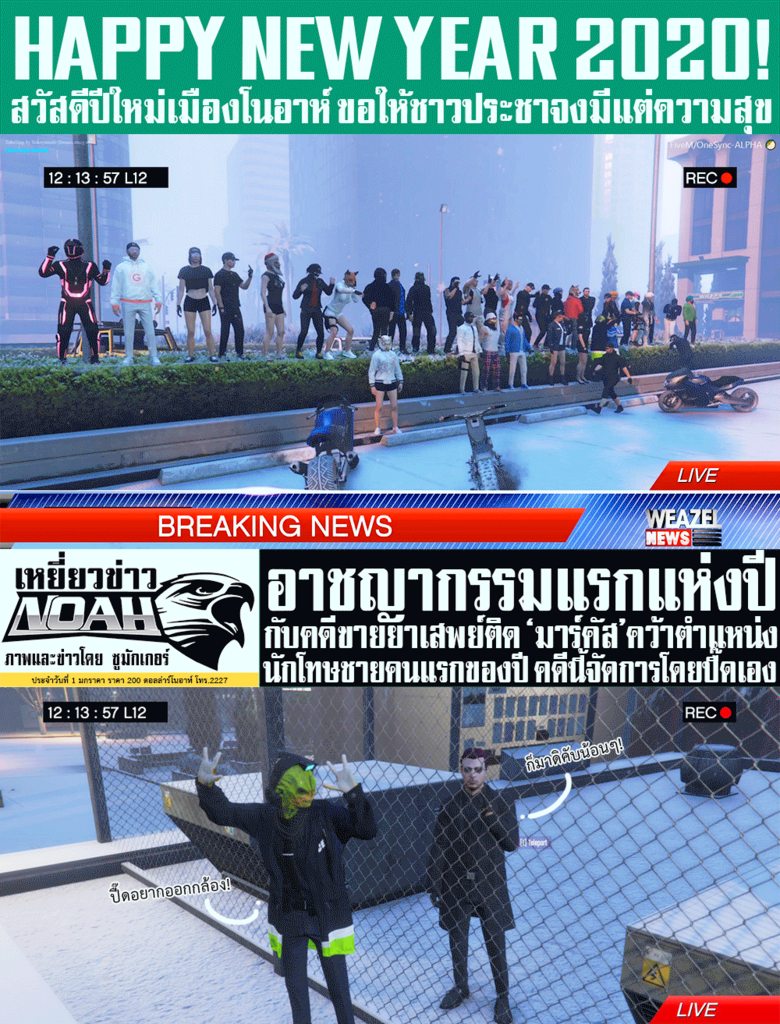 HAPPY NEW YEAR 2020!
สวัสดีปีใหม่เมืองโนอาห์ ขอให้ชาวประชาจงมีแต่ความสุข
FiveM/OneSync-ALPHA
12 : 13 : 57 L12
REC
LIVE
BREAKING NEWS
WEAZEL
NEWS
เหยี่ยวข่าว
NOAH
ภาพและข่าวโดย ชูมักเกอร์
ประจำวันที่ 1 มกราคา ราคา 200 ดอลล่าร์โนอาห์ โทร.2227
อาชญากรรมแรกแห่งปี
กับคดีขายยาเสพย์ติด ‘มาร์คัส’ คว้าตำแหน่ง
นักโทษชายคนแรกของปี คดีนี้จัดการโดยปี๊ดเอง
12 : 13 : 57 L12
REC
ก็มาดิคับน้อนๆ!
[E] Teleport
ปี๊ดอยากออกกล้อง!
LIVE